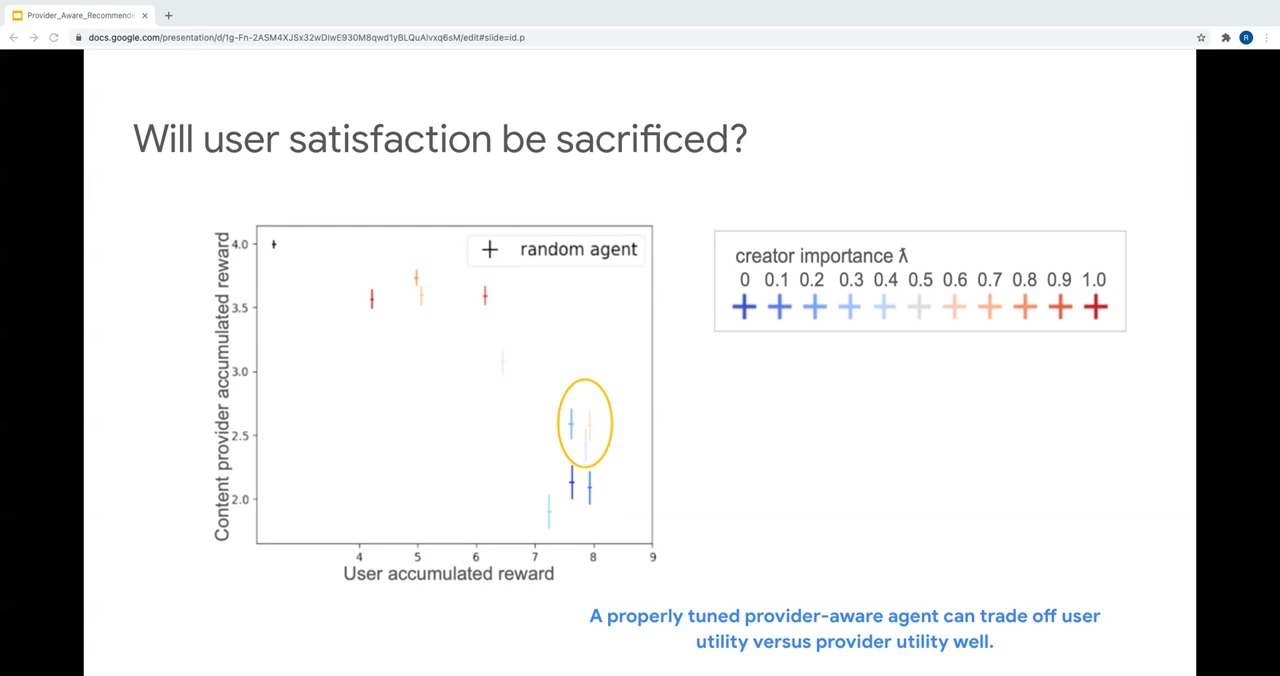 Provider_Aware_Recommende
docs.google.com/presentation/d/1g-Fn-2ASM4XJSx32wDlwE930M8qwd1yBLQuAlvxq6sM/edit#slide=id.p
R
Will user satisfaction be sacrificed?
Content provider accumulated reward
4.0
3.5
3.0
2.5
2.0
random agent
4 5 6 7 8 9
User accumulated reward
creator importance ƛ
0 0.1 0.2 0.3 0.4 0.5 0.6 0.7 0.8 0.9 1.0
A properly tuned provider-aware agent can trade off user
utility versus provider utility well.